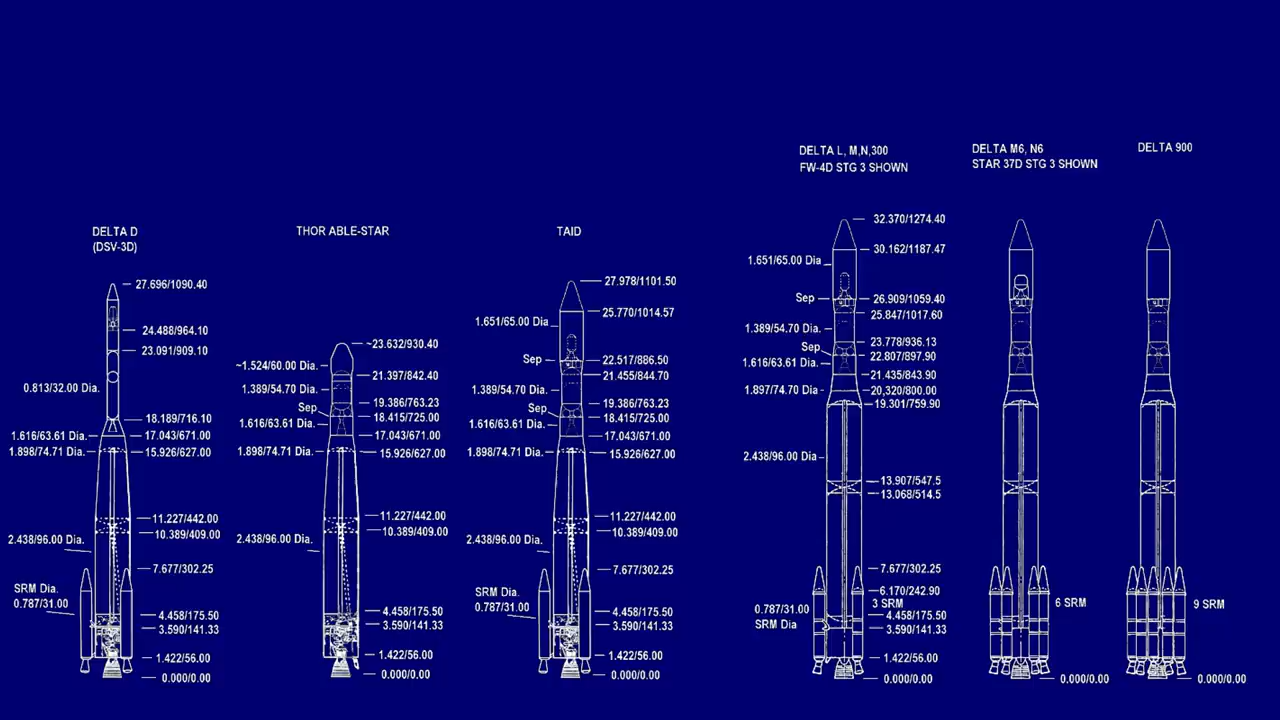 DELTA D
(DSV-3D)
27.696/1090.40
24.488/964.10
23.091/909.10
0.813/32.00 Dia.
18.189/716.10
1.616/63.61 Dia.
17.043/671.00
1.898/74.71 Dia.
15.926/627.00
11.227/442.00
10.389/409.00
2.438/96.00 Dia.
7.677/302.25
SRM Dia.
0.787/31.00
4.458/175.50
3.590/141.33
1.422/56.00
0.000/0.00
THOR ABLE-STAR
~23.632/930.40
~1.524/60.00 Dia.
21.397/842.40
1.389/54.70 Dia.
19.386/763.23
Sep
18.415/725.00
1.616/63.61 Dia.
17.043/671.00
1.898/74.71 Dia.
15.926/627.00
11.227/442.00
10.389/409.00
2.438/96.00 Dia.
4.458/175.50
3.590/141.33
1.422/56.00
0.000/0.00
TAID
27.978/1101.50
25.770/1014.57
1.651/65.00 Dia
Sep
22.517/886.50
21.455/844.70
1.389/54.70 Dia.
19.386/763.23
Sep
18.415/725.00
1.616/63.61 Dia.
17.043/671.00
1.898/74.71 Dia.
15.926/627.00
11.227/442.00
10.389/409.00
2.438/96.00 Dia.
7.677/302.25
SRM Dia.
0.787/31.00
4.458/175.50
3.590/141.33
1.422/56.00
0.000/0.00
DELTA L, M,N,300
FW-4D STG 3 SHOWN
32.370/1274.40
30.162/1187.47
1.651/65.00 Dia
Sep
26.909/1059.40
25.847/1017.60
1.389/54.70 Dia.
23.778/936.13
Sep
22.807/897.90
1.616/63.61 Dia.
21.435/843.90
1.897/74.70 Dia
20,320/800.00
19.301/759.90
2.438/96.00 Dia
13.907/547.5
13.068/514.5
7.677/302.25
6.170/242.90
3 SRM
0.787/31.00
SRM Dia
4.458/175.50
3.590/141.33
1.422/56.00
0.000/0.00
DELTA M6, N6
STAR 37D STG 3 SHOWN
6 SRM
0.000/0.00
DELTA 900
9 SRM
0.000/0.00